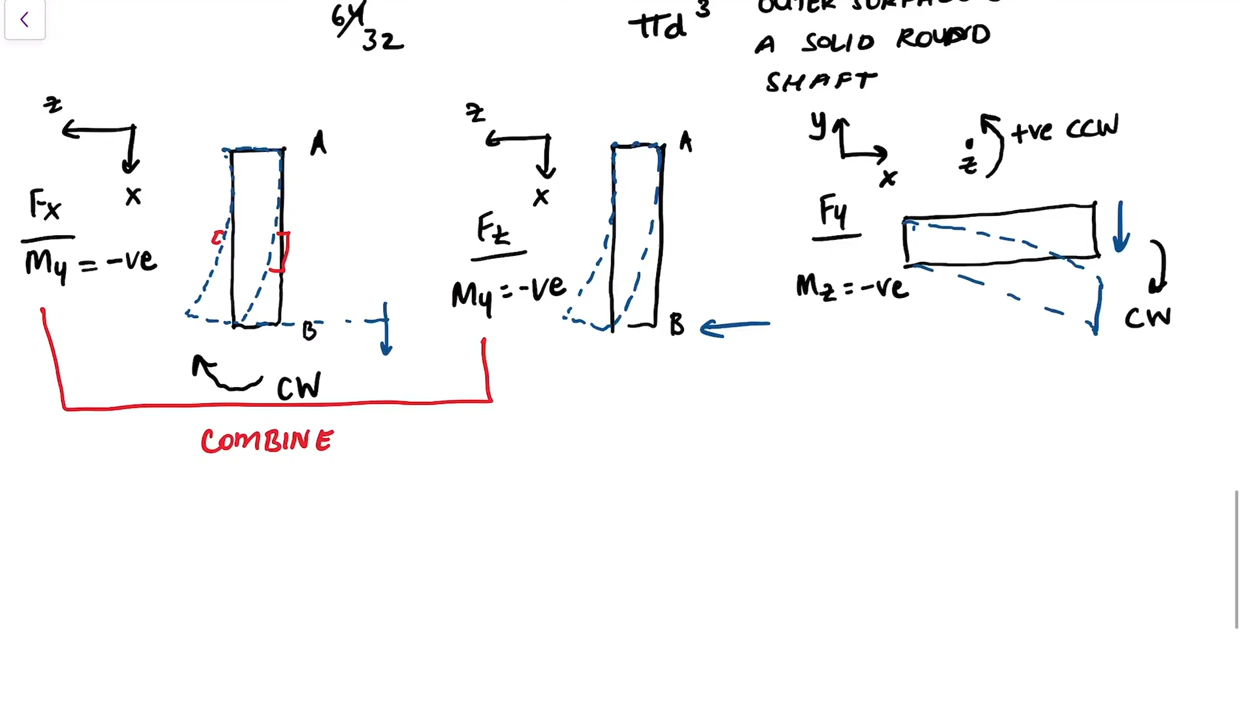 64
32
πd³
A SOLID ROUND
SHAFT
z
x
Fx
My = -ve
A
B
CW
z
x
Fz
My = -ve
A
B
y
x
z
+ve CCW
Fy
Mz = -ve
CW
COMBINE